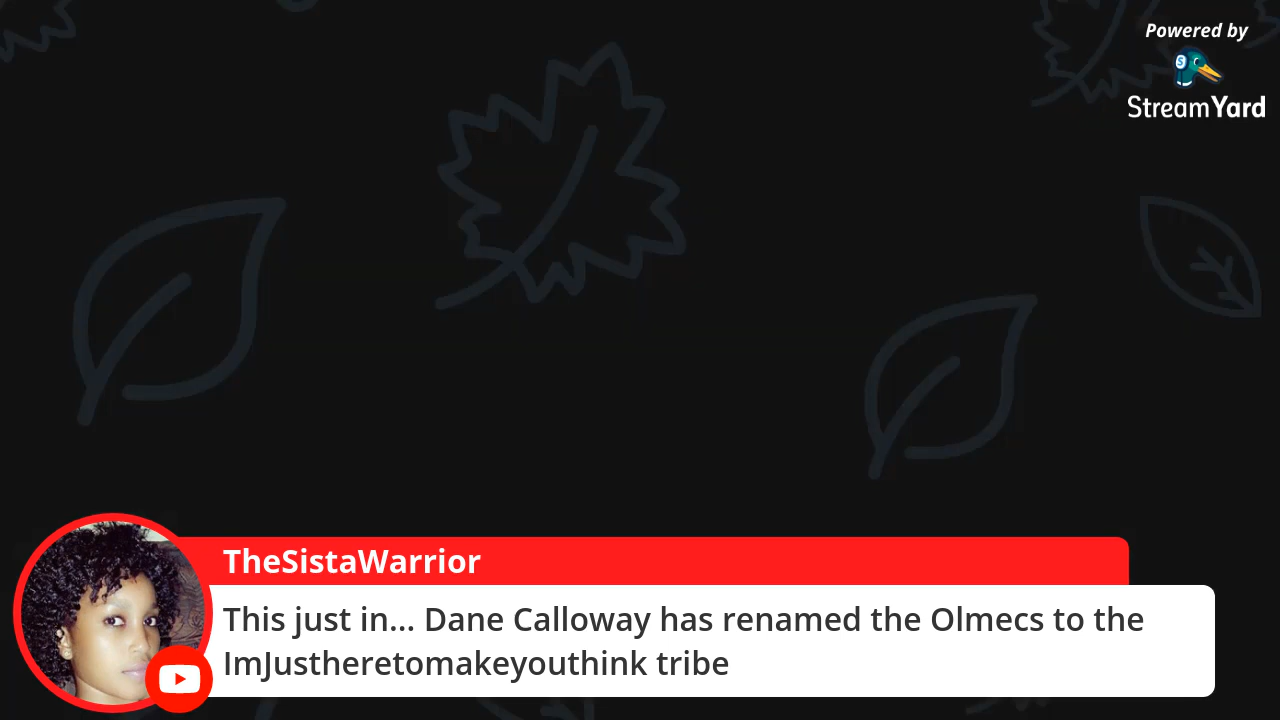 Powered by
StreamYard
TheSistaWarrior
This just in... Dane Calloway has renamed the Olmecs to the
ImJustheretomakeyouthink tribe